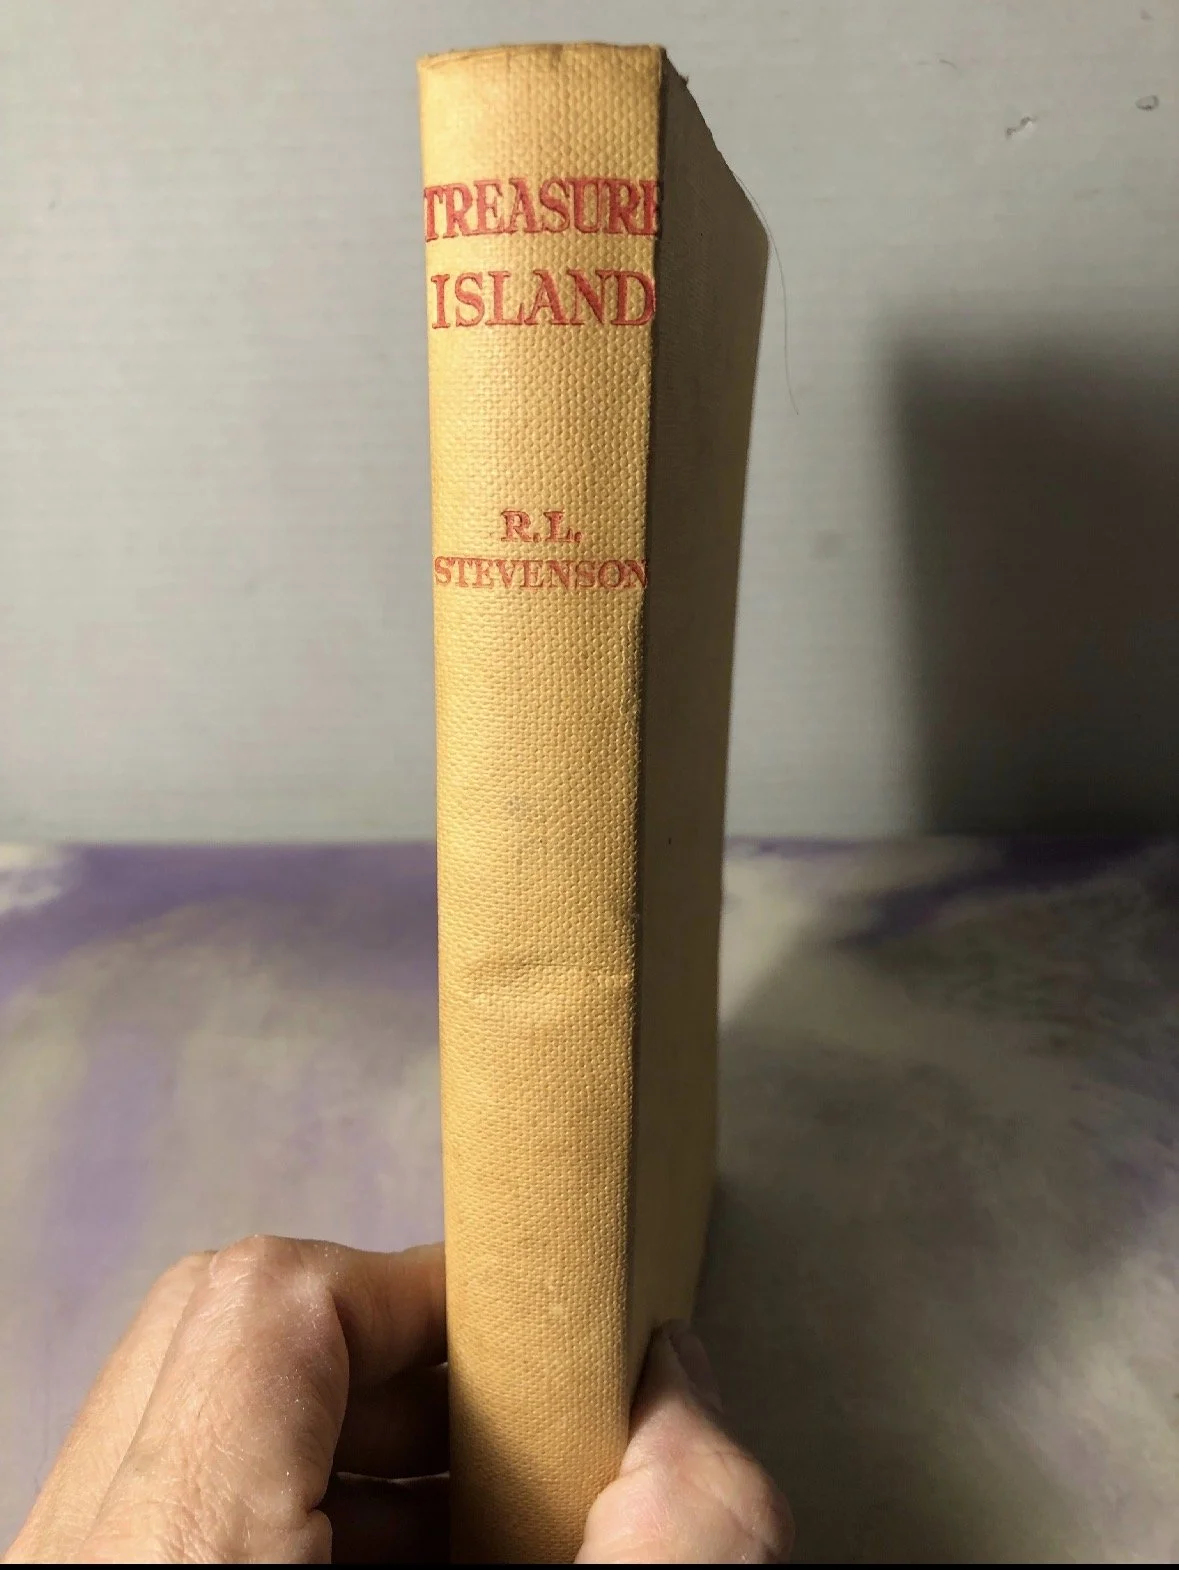 TREASURE
ISLAND
R.L.
STEVENSON